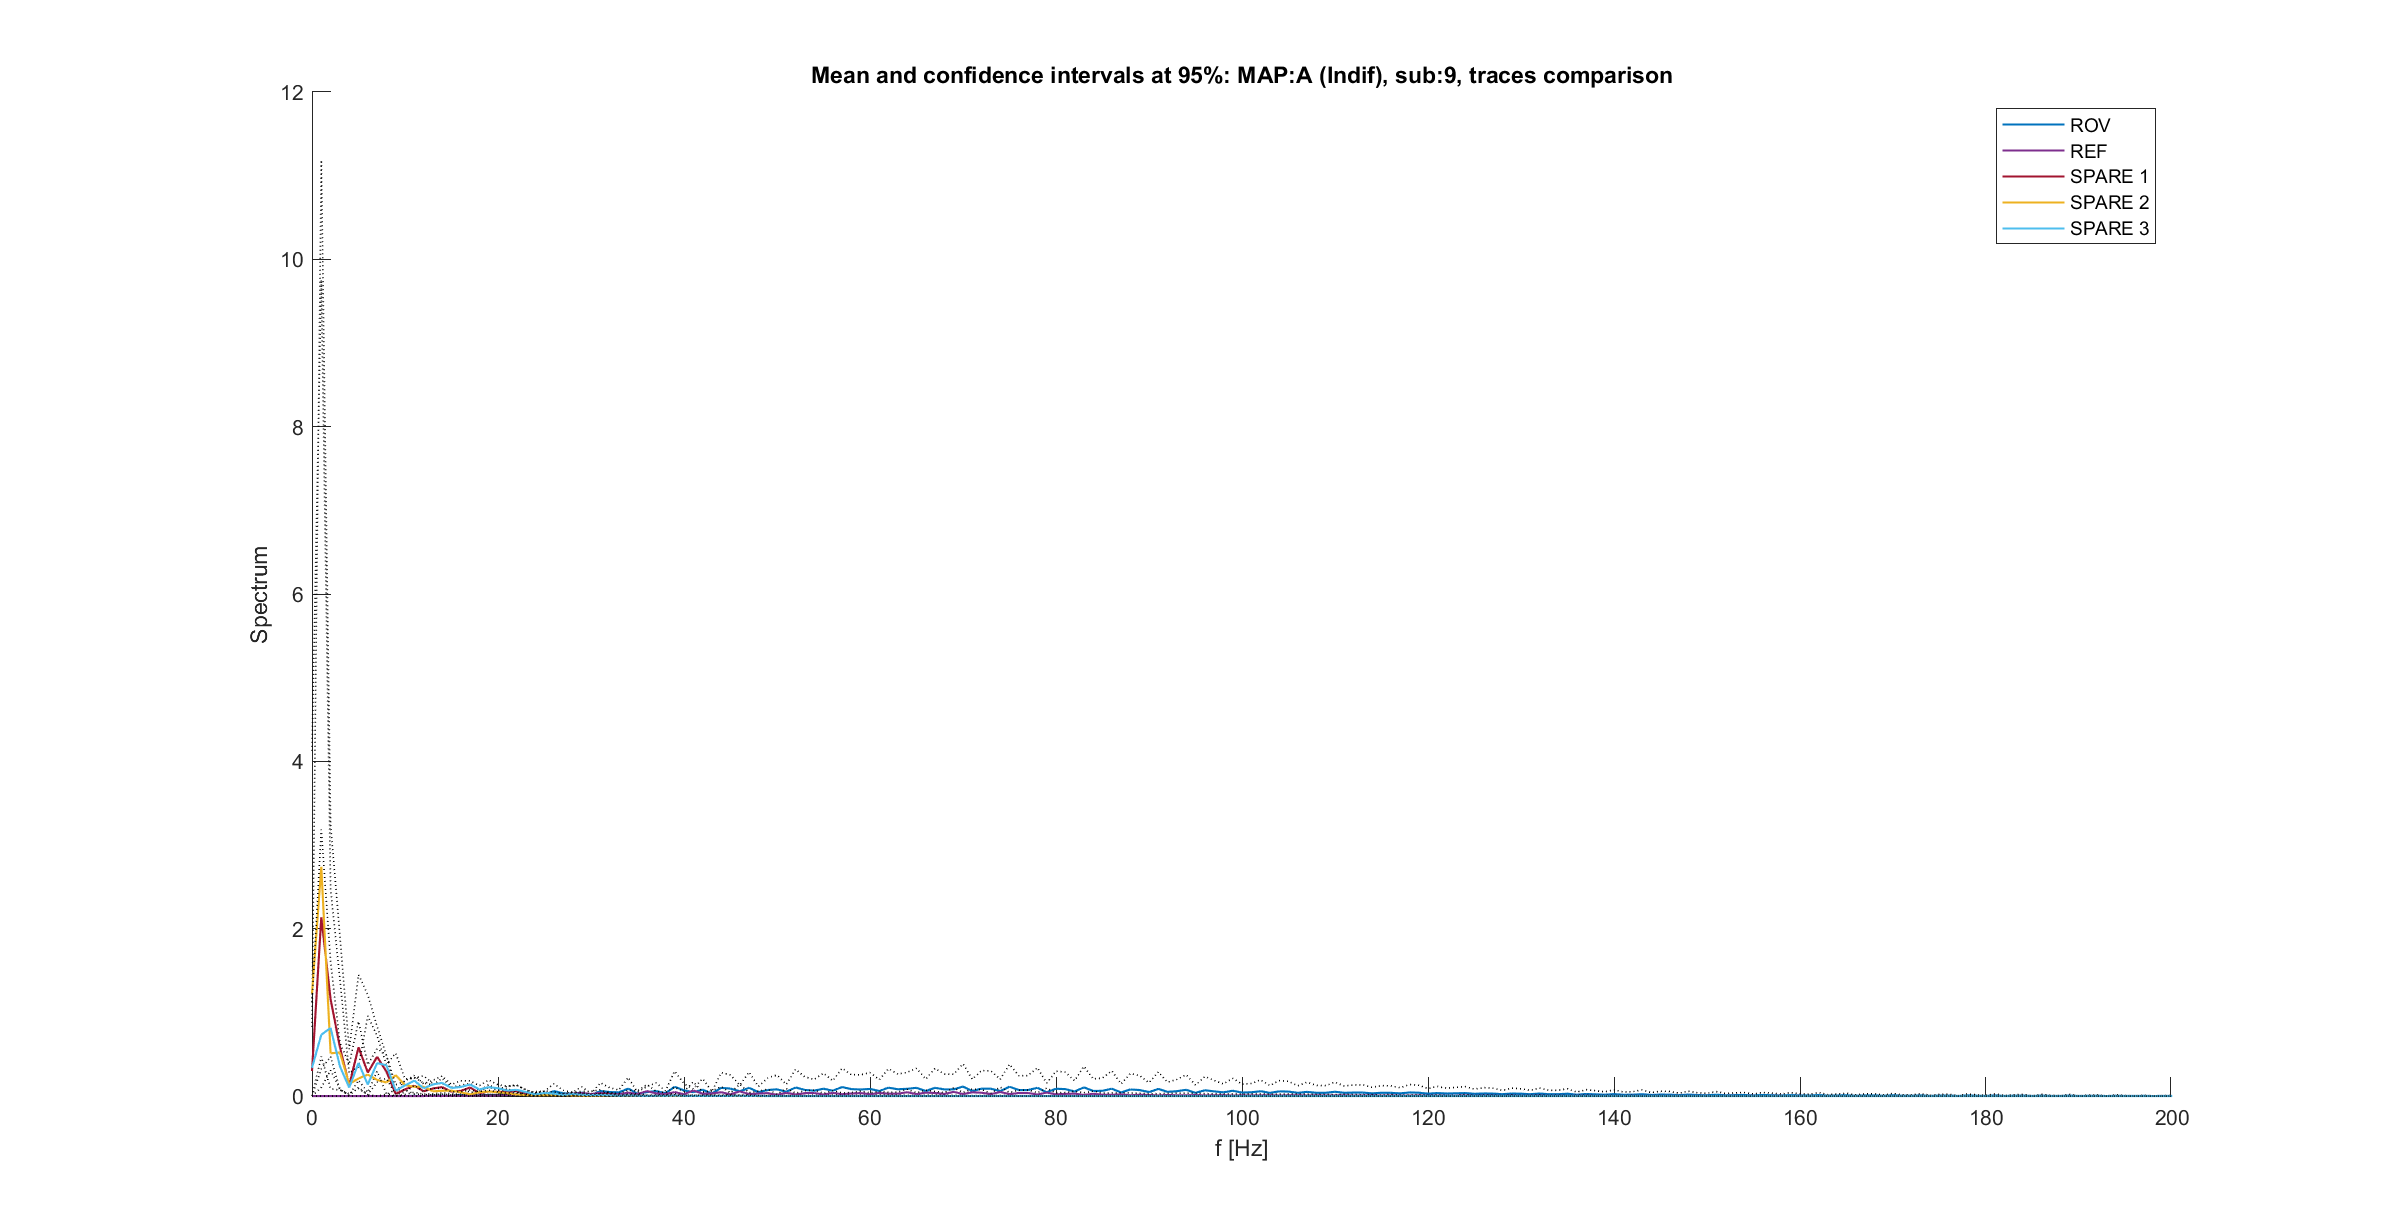 Mean and confidence intervals at 95%: MAP:A (Indif), sub:9, traces comparison
12
10
8
6
4
2
0
Spectrum
ROV
REF
SPARE 1
SPARE 2
SPARE 3
0 20 40 60 80 100 120 140 160 180 200
f [Hz]